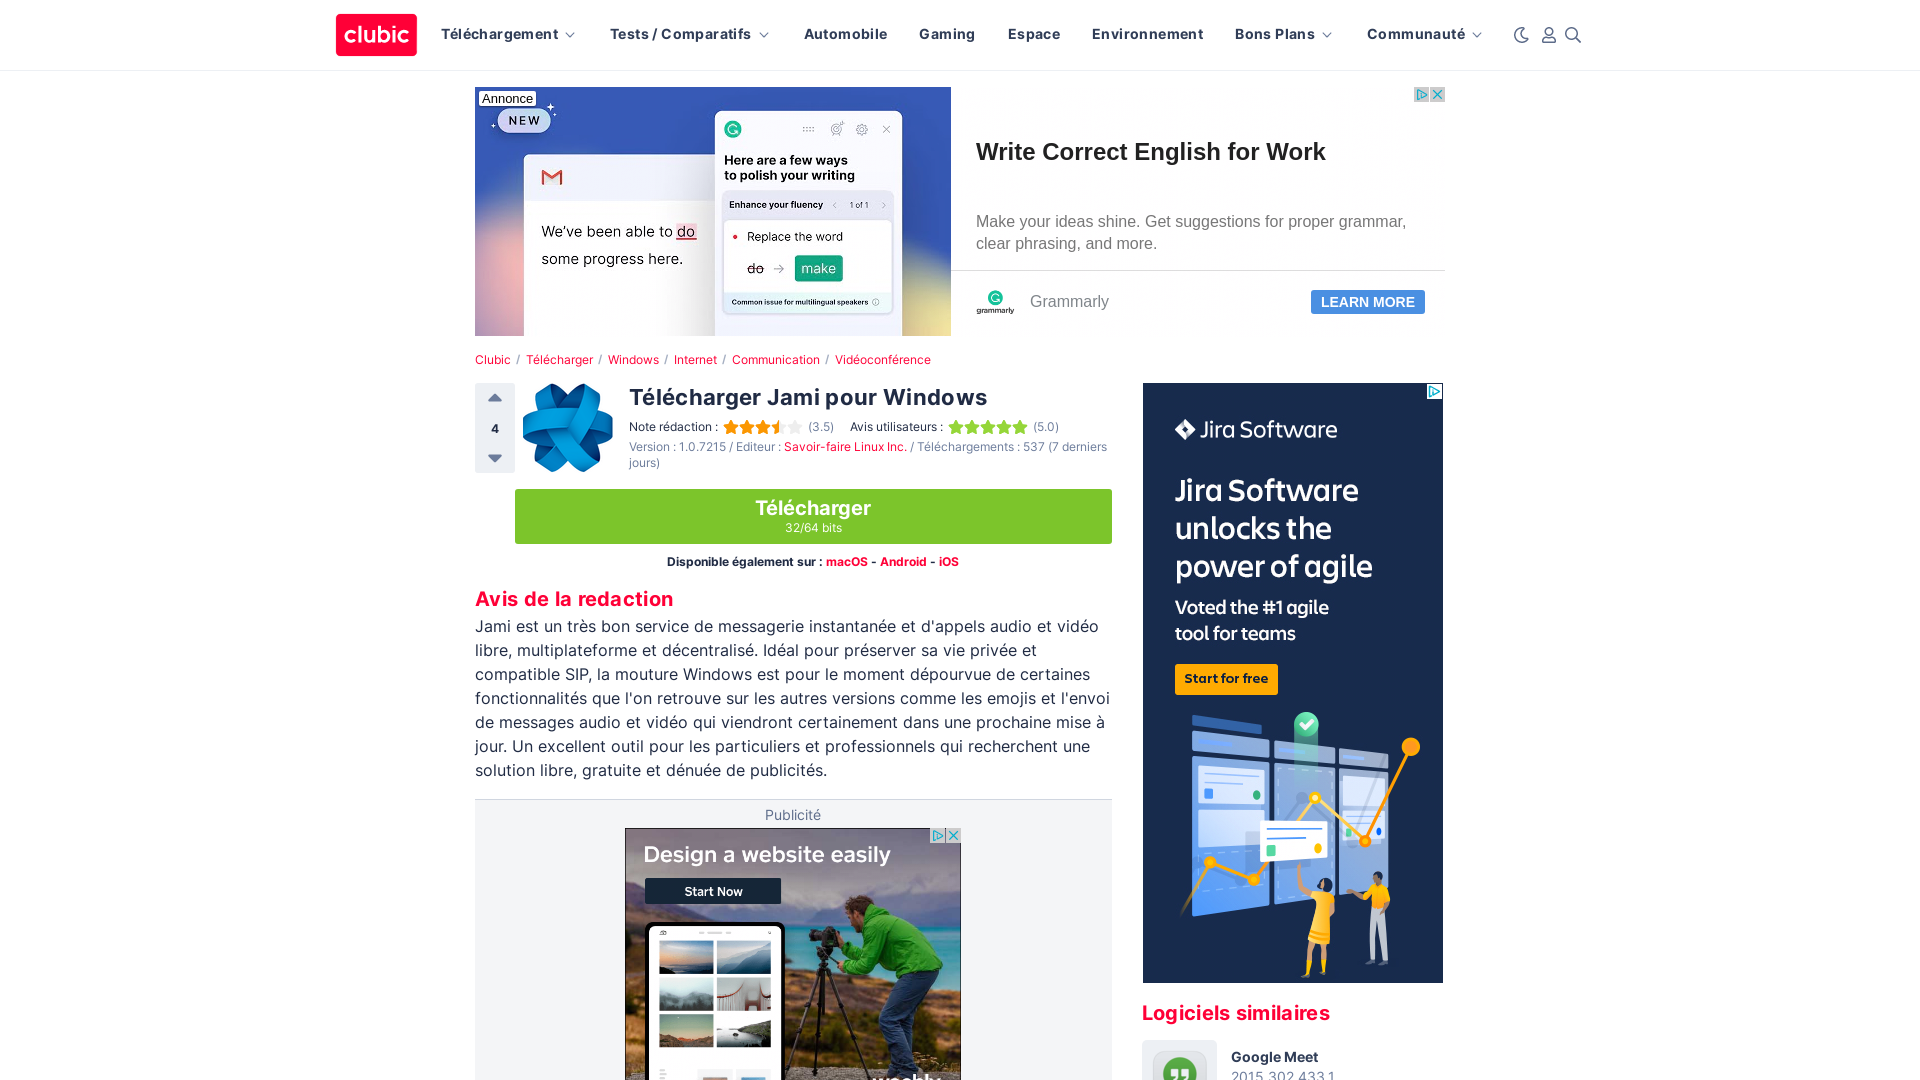 clubic
Téléchargement
Tests / Comparatifs
Automobile
Gaming
Espace
Environnement
Bons Plans
Communauté
Annonce
NEW
We've been able to do
some progress here.
Here are a few ways
to polish your writing
Enhance your fluency
1 of 1
Replace the word
do → make
Common issue for multilingual speakers
Write Correct English for Work
Make your ideas shine. Get suggestions for proper grammar,
clear phrasing, and more.
grammarly
Grammarly
LEARN MORE
Clubic / Télécharger / Windows / Internet / Communication / Vidéoconférence
4
Télécharger Jami pour Windows
Note rédaction : (3.5) Avis utilisateurs : (5.0)
Version : 1.0.7215 / Editeur : Savoir-faire Linux Inc. / Téléchargements : 537 (7 derniers
jours)
Télécharger
32/64 bits
Disponible également sur : macOS - Android - iOS
Avis de la redaction
Jami est un très bon service de messagerie instantanée et d'appels audio et vidéo
libre, multiplateforme et décentralisé. Idéal pour préserver sa vie privée et
compatible SIP, la mouture Windows est pour le moment dépourvue de certaines
fonctionnalités que l'on retrouve sur les autres versions comme les emojis et l'envoi
de messages audio et vidéo qui viendront certainement dans une prochaine mise à
jour. Un excellent outil pour les particuliers et professionnels qui recherchent une
solution libre, gratuite et dénuée de publicités.
Publicité
Design a website easily
Start Now
weebly
Jira Software
Jira Software
unlocks the
power of agile
Voted the #1 agile
tool for teams
Start for free
Logiciels similaires
Google Meet
2015.302.433.1